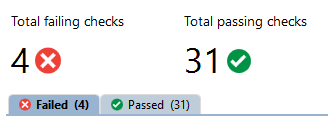 Total failing checks Total passing checks
4 31
Failed (4) Passed (31)